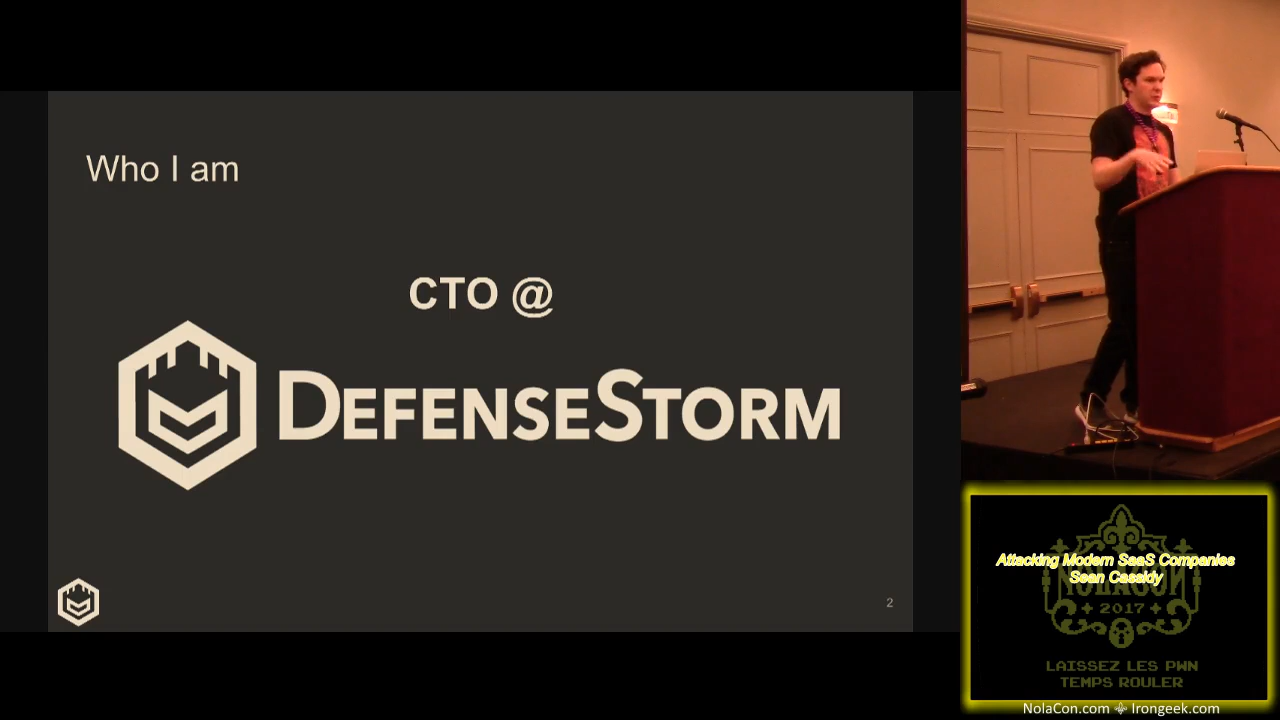 Who I am
CTO @
DEFENSESTORM
2
Attacking Modern SaaS Companies
Sean Cassidy
NOLACON
2017
LAISSEZ LES PWN
TEMPS ROULER
NolaCon.com ⚜ Irongeek.com